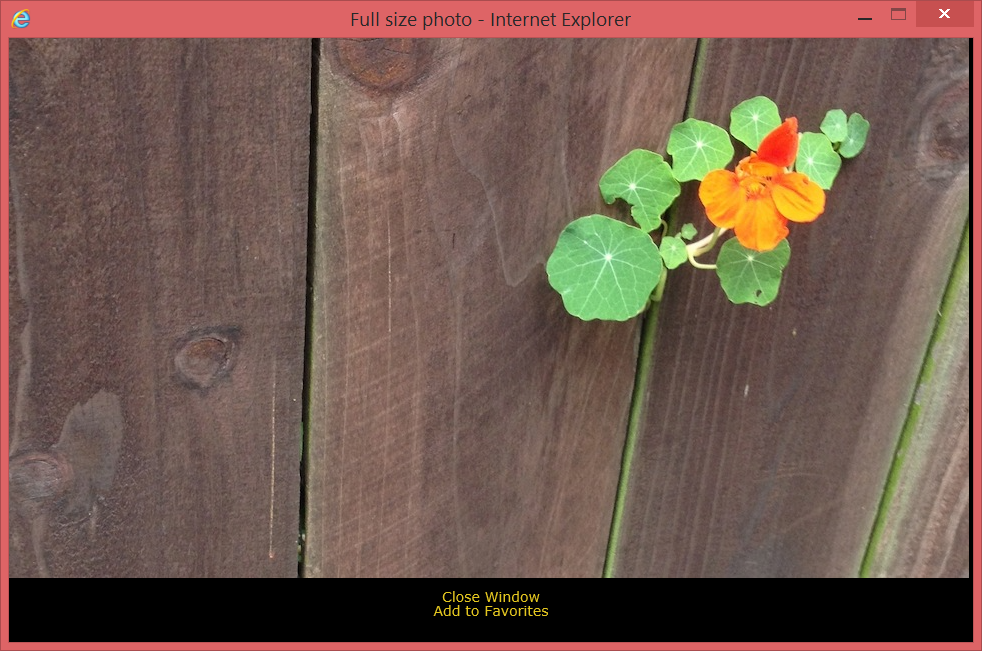 Full size photo - Internet Explorer
Close Window
Add to Favorites